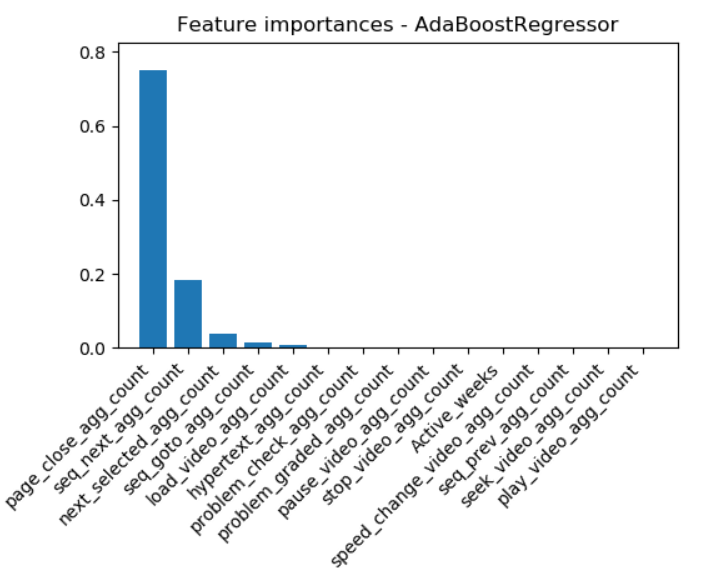 Feature importances - AdaBoostRegressor
0.8
0.6
0.4
0.2
0.0
page_close_agg_count
seq_next_agg_count
next_selected_agg_count
seq_goto_agg_count
load_video_agg_count
hypertext_agg_count
problem_check_agg_count
problem_graded_agg_count
pause_video_agg_count
stop_video_agg_count
Active_weeks
speed_change_video_agg_count
seq_prev_agg_count
seek_video_agg_count
play_video_agg_count